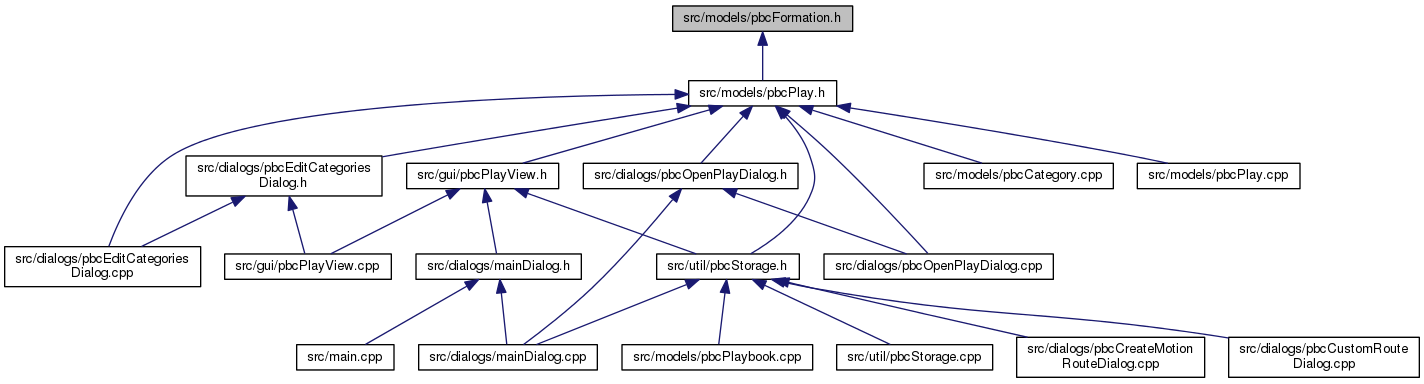 src/models/pbcFormation.h
src/models/pbcPlay.h
src/dialogs/pbcEditCategories
Dialog.h
src/gui/pbcPlayView.h
src/dialogs/pbcOpenPlayDialog.h
src/models/pbcCategory.cpp
src/models/pbcPlay.cpp
src/dialogs/pbcEditCategories
Dialog.cpp
src/gui/pbcPlayView.cpp
src/dialogs/mainDialog.h
src/util/pbcStorage.h
src/dialogs/pbcOpenPlayDialog.cpp
src/main.cpp
src/dialogs/mainDialog.cpp
src/models/pbcPlaybook.cpp
src/util/pbcStorage.cpp
src/dialogs/pbcCreateMotion
RouteDialog.cpp
src/dialogs/pbcCustomRoute
Dialog.cpp